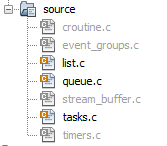 source
croutine.c
event_groups.c
list.c
queue.c
stream_buffer.c
tasks.c
timers.c